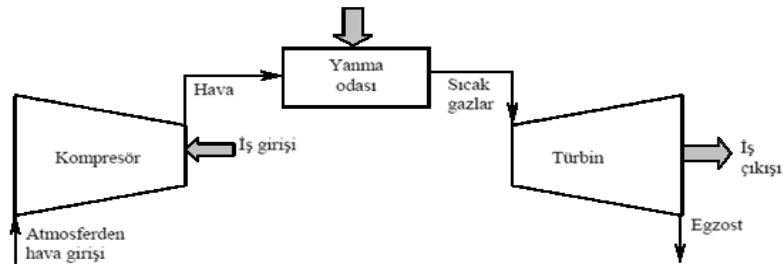 Yanma
odası
Hava
Sıcak
gazlar
Kompresör
İş girişi
Türbin
İş
çıkışı
Atmosferden
hava girişi
Egzost